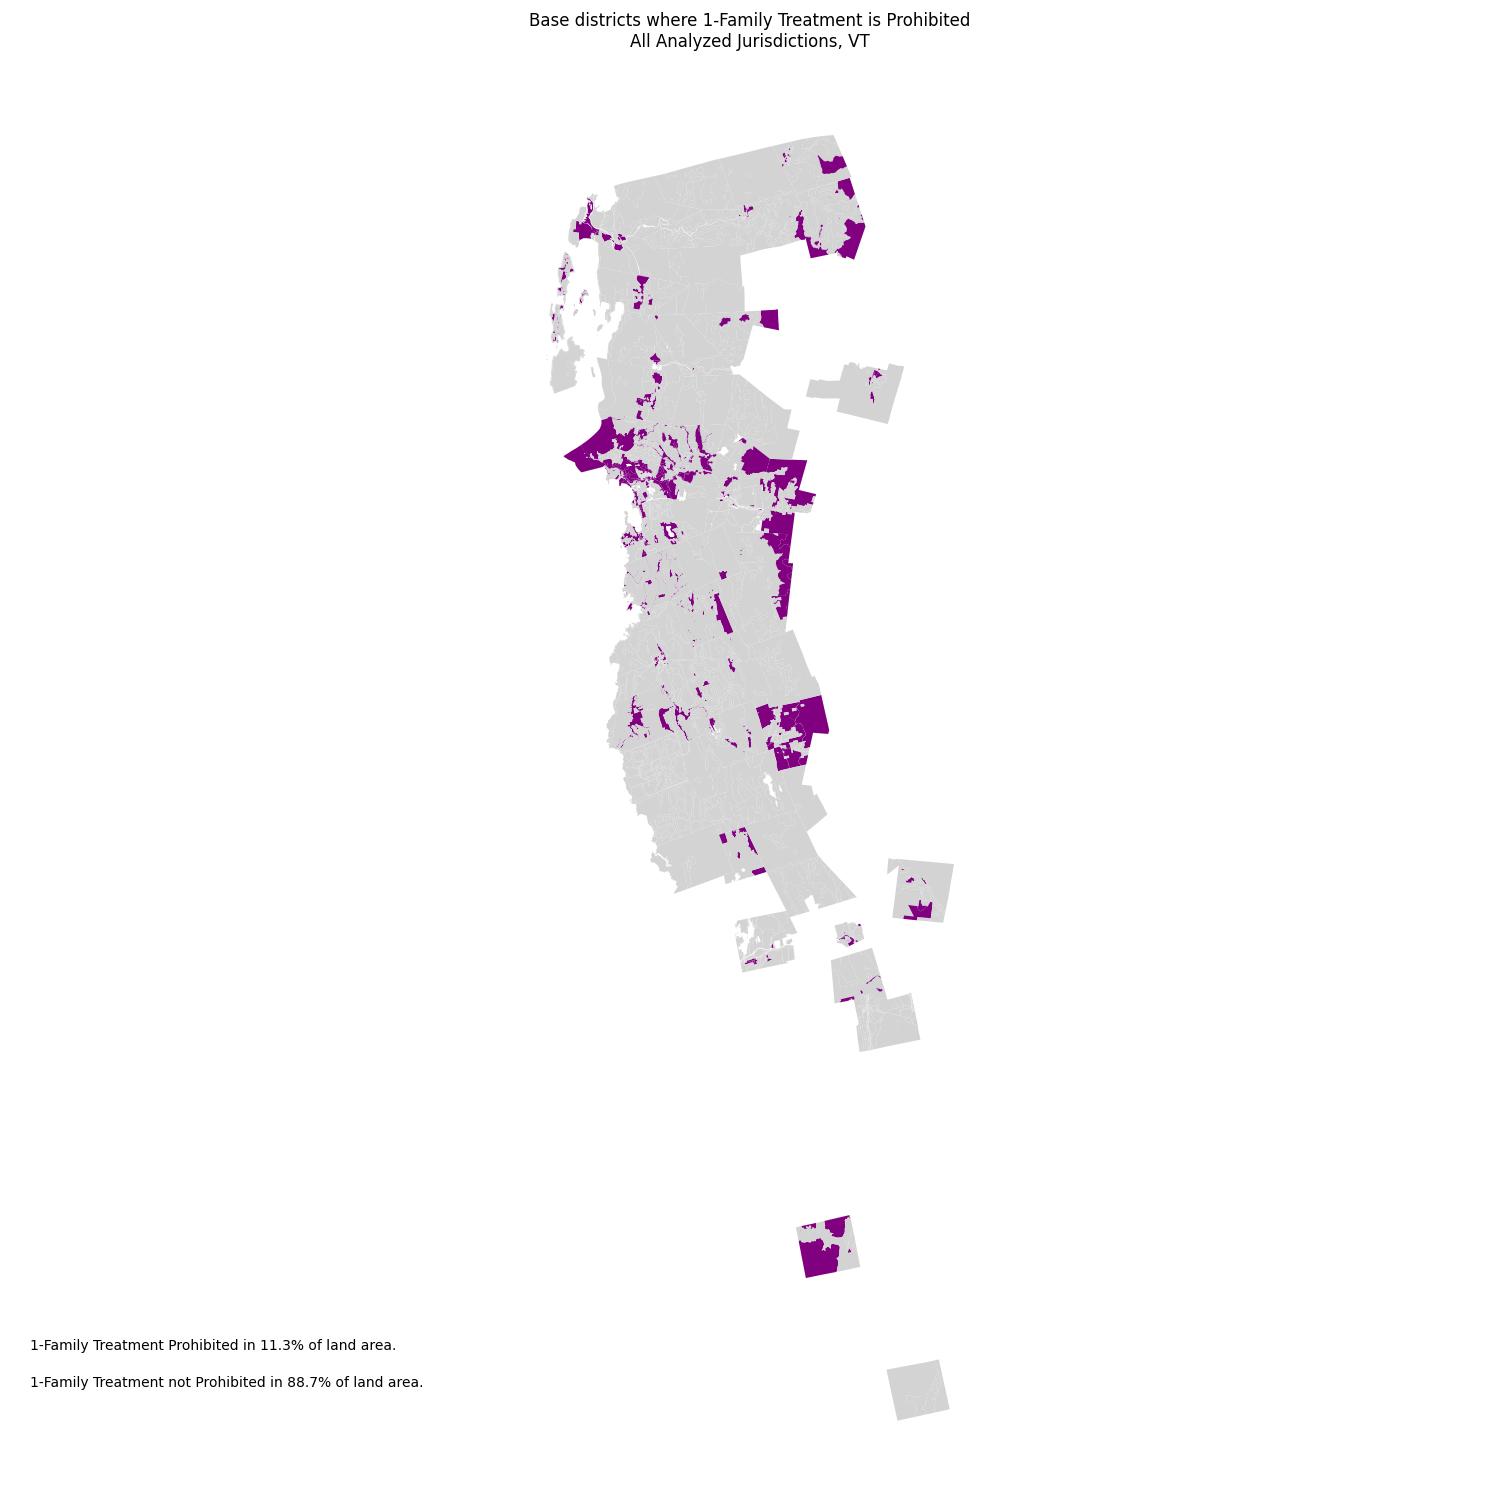 Base districts where 1-Family Treatment is Prohibited
All Analyzed Jurisdictions, VT
1-Family Treatment Prohibited in 11.3% of land area.
1-Family Treatment not Prohibited in 88.7% of land area.